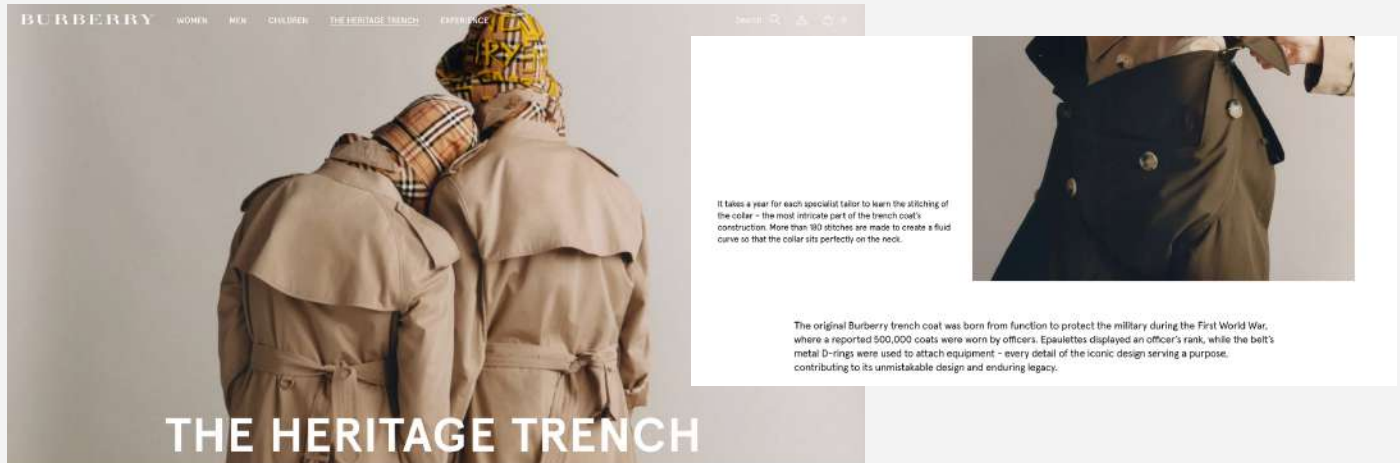 BURBERRY WOMEN MEN CHILDREN THE HERITAGE TRENCH EXPERIENCE Search
It takes a year for each specialist tailor to learn the stitching of
the collar – the most intricate part of the trench coat's
construction. More than 180 stitches are made to create a fluid
curve so that the collar sits perfectly on the neck.
The original Burberry trench coat was born from function to protect the military during the First World War,
where a reported 500,000 coats were worn by officers. Epaulettes displayed an officer's rank, while the belt's
metal D-rings were used to attach equipment – every detail of the iconic design serving a purpose,
contributing to its unmistakable design and enduring legacy.
THE HERITAGE TRENCH